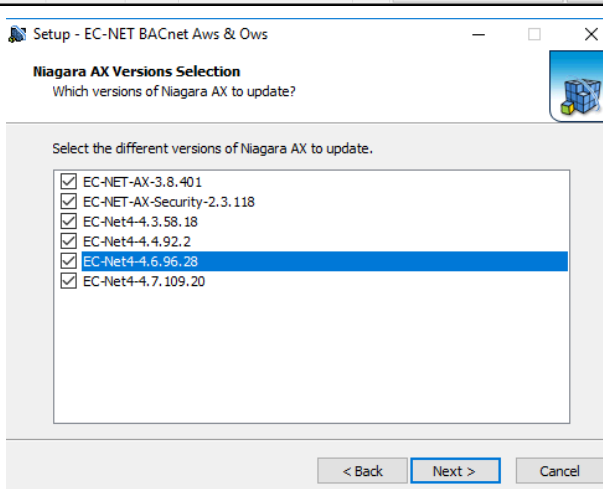 Setup - EC-NET BACnet Aws & Ows
Niagara AX Versions Selection
Which versions of Niagara AX to update?
Select the different versions of Niagara AX to update.
EC-NET-AX-3.8.401
EC-NET-AX-Security-2.3.118
EC-Net4-4.3.58.18
EC-Net4-4.4.92.2
EC-Net4-4.6.96.28
EC-Net4-4.7.109.20
< Back Next > Cancel